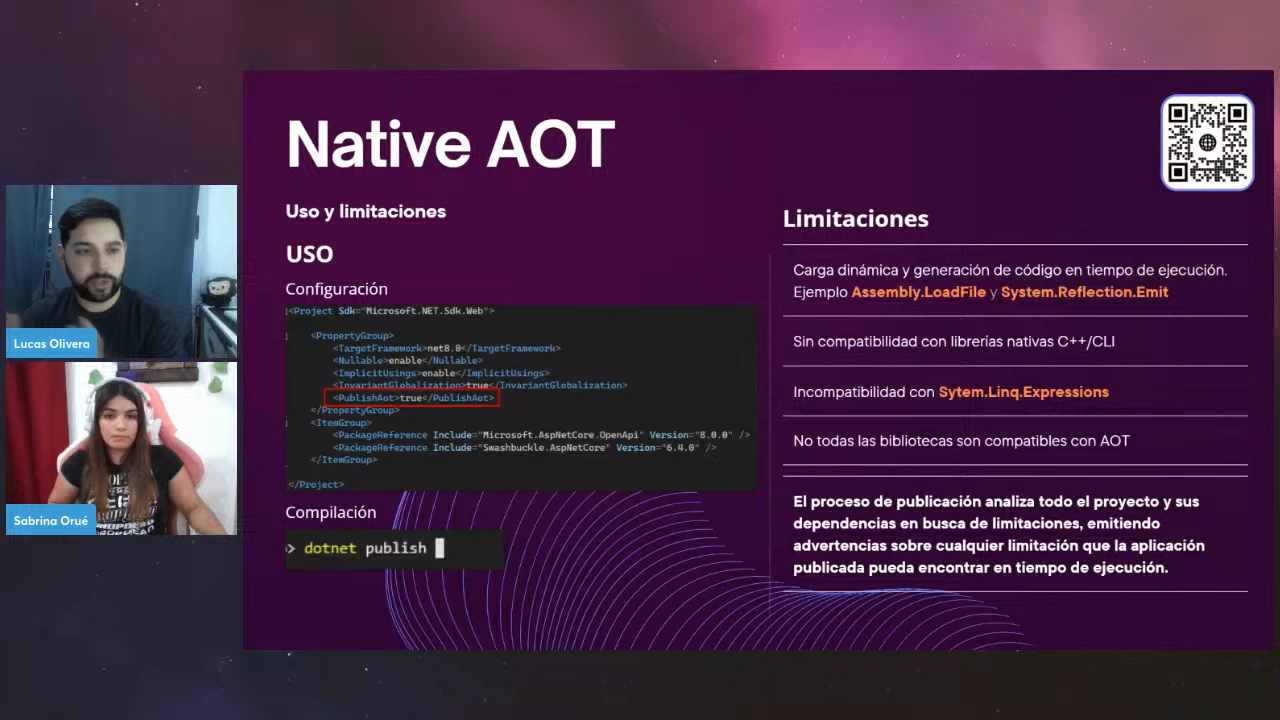 Native AOT
Uso y limitaciones
USO
Configuración
<Project Sdk="Microsoft.NET.Sdk.Web">
<PropertyGroup>
<TargetFramework>net8.0</TargetFramework>
<Nullable>enable</Nullable>
<ImplicitUsings>enable</ImplicitUsings>
<InvariantGlobalization>true</InvariantGlobalization>
<PublishAot>true</PublishAot>
</PropertyGroup>
<ItemGroup>
<PackageReference Include="Microsoft.AspNetCore.OpenApi" Version="8.0.0" />
<PackageReference Include="Swashbuckle.AspNetCore" Version="6.4.0" />
</ItemGroup>
</Project>
Compilación
> dotnet publish
Limitaciones
Carga dinámica y generación de código en tiempo de ejecución.
Ejemplo Assembly.LoadFile y System.Reflection.Emit
Sin compatibilidad con librerías nativas C++/CLI
Incompatibilidad con Sytem.Linq.Expressions
No todas las bibliotecas son compatibles con AOT
El proceso de publicación analiza todo el proyecto y sus
dependencias en busca de limitaciones, emitiendo
advertencias sobre cualquier limitación que la aplicación
publicada pueda encontrar en tiempo de ejecución.
Lucas Olivera
Sabrina Orué